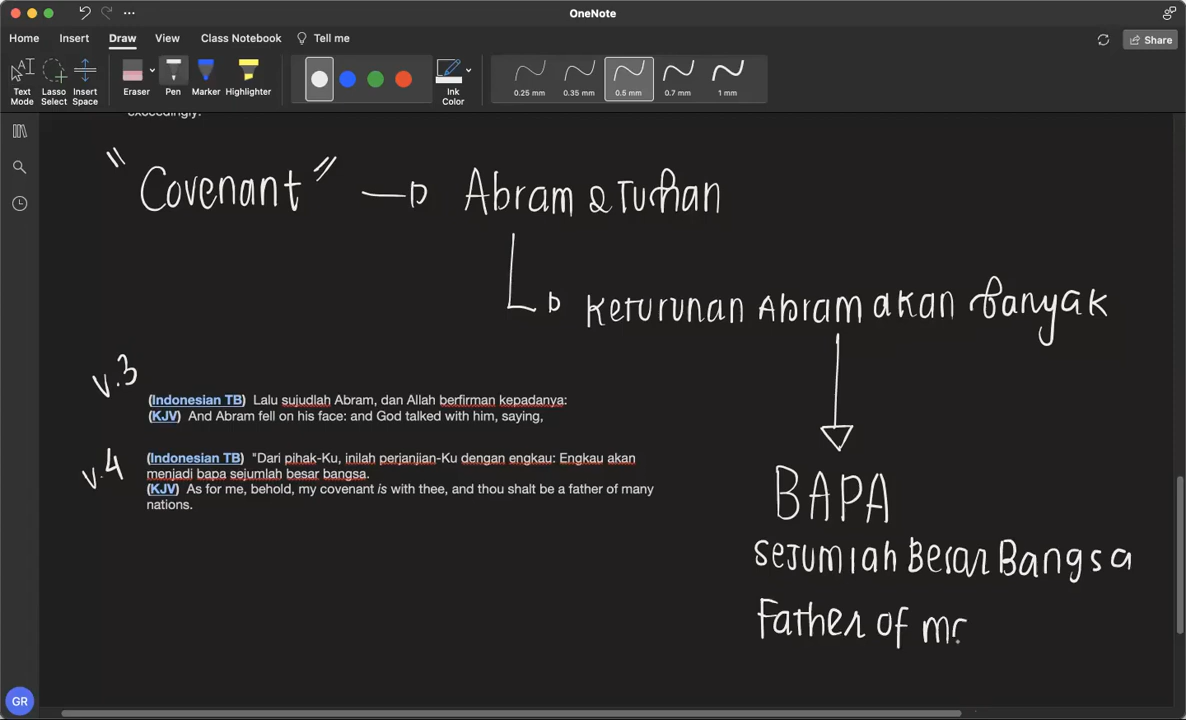 OneNote
Home Insert Draw View Class Notebook Tell me
Share
Text Mode
Lasso Select
Insert Space
Eraser
Pen
Marker
Highlighter
Ink Color
0.25 mm
0.35 mm
0.5 mm
0.7 mm
1 mm
exceedingly.
"Covenant" Abram & Tuhan
Keturunan Abram akan banyak
v.3
(Indonesian TB) Lalu sujudlah Abram, dan Allah berfirman kepadanya:
(KJV) And Abram fell on his face: and God talked with him, saying,
v.4
(Indonesian TB) "Dari pihak-Ku, inilah perjanjian-Ku dengan engkau: Engkau akan
menjadi bapa sejumlah besar bangsa.
(KJV) As for me, behold, my covenant is with thee, and thou shalt be a father of many
nations.
BAPA
Sejumlah Besar Bangsa
Father of
GR